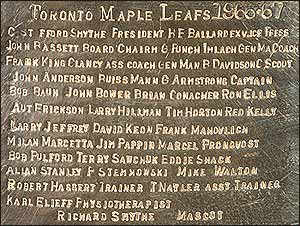 TORONTO MAPLE LEAFS 1966-67
C ST FFORD SMYTHE PRESIDENT H E BALLARD EX VICE PRES
JOHN BASSETT BOARD CHAIRM G PUNCH IMLACH GEN MA COACH
FRANK KING CLANCY ASS COACH GEN MAN B DAVIDSON C SCOUT
JOHN ANDERSON BUISS MANN G ARMSTRONG CAPTAIN
BOB BAUN JOHN BOWER BRIAN CONACHER RON ELLIS
AUT ERICKSON LARRY HILLMAN TIM HORTON RED KELLY
LARRY JEFFREY DAVID KEON FRANK MAHOVLICH
MILAN MARCETTA JIM PAPPIN MARCEL PRONOVOST
BOB PULFORD TERRY SAWCHUK EDDIE SHACK
ALLAN STANLEY P STEMKOWSKI MIKE WALTON
ROBERT HAGGERT TRAINER T NAYLER ASST TRAINER
KARL ELIEFF PHYSIOTHERAPIST
RICHARD SMYTHE MASCOT